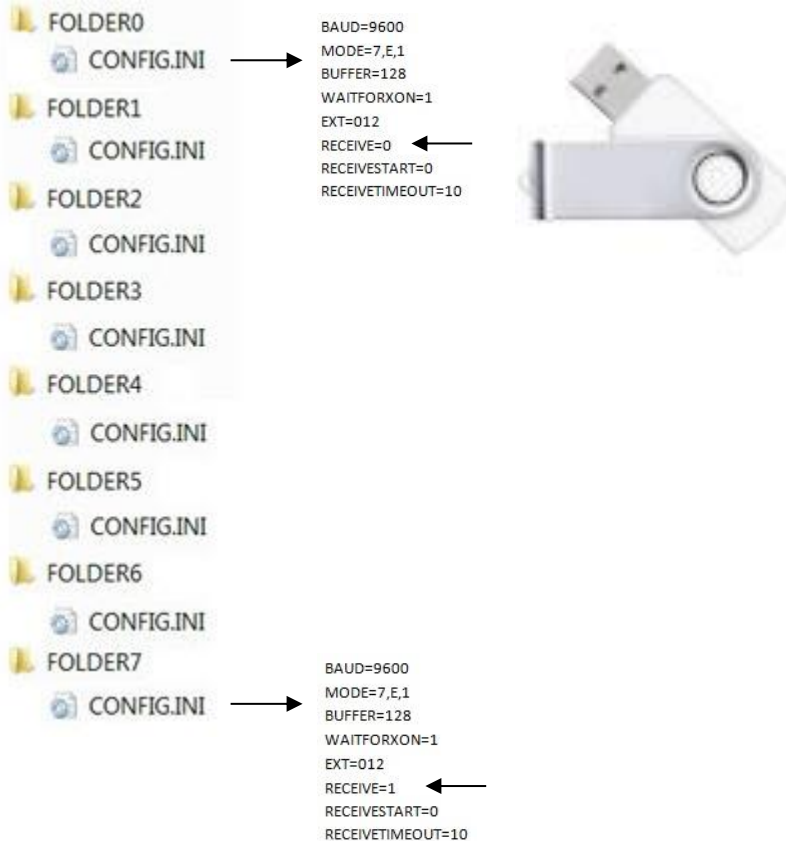 FOLDER0
CONFIG.INI
BAUD=9600
MODE=7,E,1
BUFFER=128
WAITFORXON=1
EXT=012
RECEIVE=0
RECEIVESTART=0
RECEIVETIMEOUT=10
FOLDER1
CONFIG.INI
FOLDER2
CONFIG.INI
FOLDER3
CONFIG.INI
FOLDER4
CONFIG.INI
FOLDER5
CONFIG.INI
FOLDER6
CONFIG.INI
FOLDER7
CONFIG.INI
BAUD=9600
MODE=7,E,1
BUFFER=128
WAITFORXON=1
EXT=012
RECEIVE=1
RECEIVESTART=0
RECEIVETIMEOUT=10